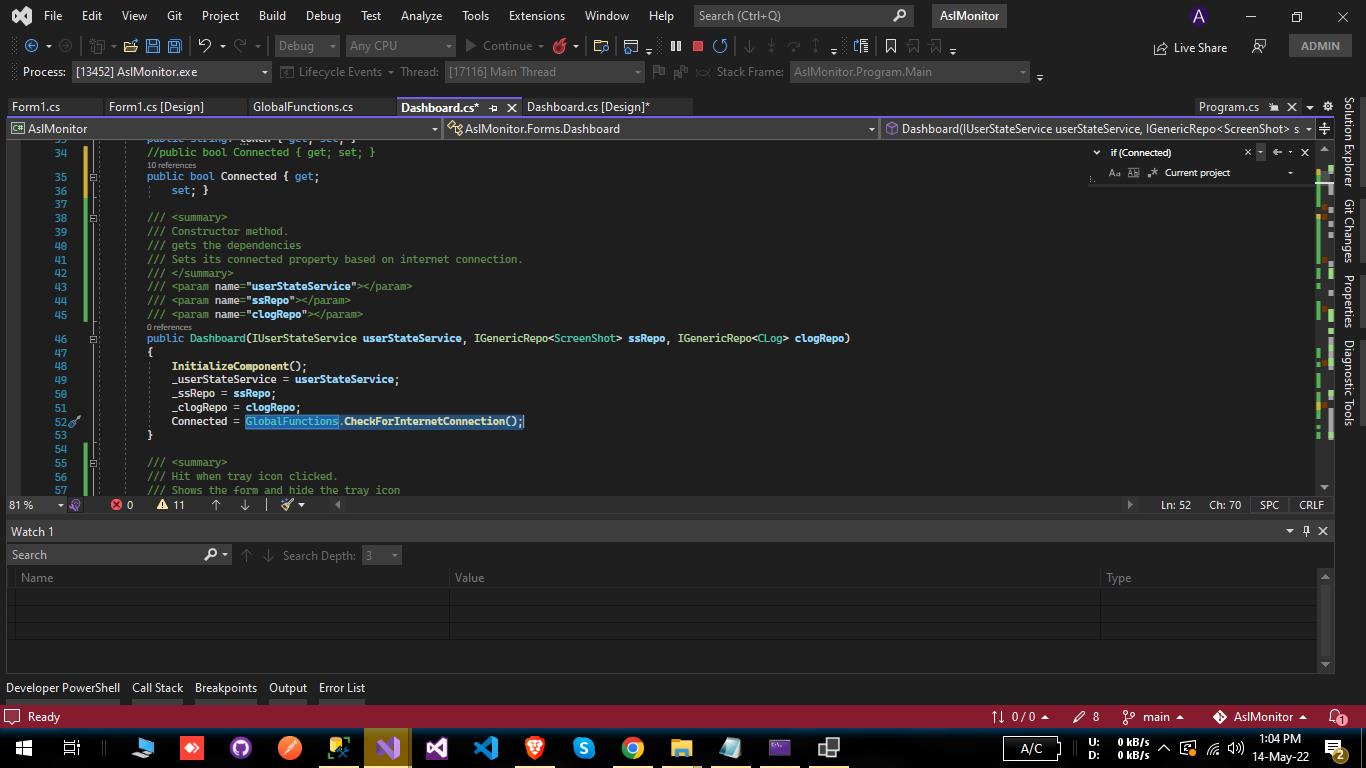 File Edit View Git Project Build Debug Test Analyze Tools Extensions Window Help Search (Ctrl+Q) AslMonitor A
Debug Any CPU Continue Live Share ADMIN
Process: [13452] AslMonitor.exe Lifecycle Events Thread: [17116] Main Thread Stack Frame: AslMonitor.Program.Main
Form1.cs Form1.cs [Design] GlobalFunctions.cs Dashboard.cs* Dashboard.cs [Design]* Program.cs
C# AslMonitor AslMonitor.Forms.Dashboard Dashboard(IUserStateService userStateService, IGenericRepo<ScreenShot> s
34 //public bool Connected { get; set; }
10 references
35 public bool Connected { get;
36 set; }
37
38 /// <summary>
39 /// Constructor method.
40 /// gets the dependencies
41 /// Sets its connected property based on internet connection.
42 /// </summary>
43 /// <param name="userStateService"></param>
44 /// <param name="ssRepo"></param>
45 /// <param name="clogRepo"></param>
0 references
46 public Dashboard(IUserStateService userStateService, IGenericRepo<ScreenShot> ssRepo, IGenericRepo<CLog> clogRepo)
47 {
48 InitializeComponent();
49 _userStateService = userStateService;
50 _ssRepo = ssRepo;
51 _clogRepo = clogRepo;
52 Connected = GlobalFunctions.CheckForInternetConnection();
53 }
54
55 /// <summary>
56 /// Hit when tray icon clicked.
57 /// Shows the form and hide the tray icon
if (Connected)
Aa Ab Current project
Solution Explorer
Git Changes
Properties
Diagnostic Tools
81 % 0 11 Ln: 52 Ch: 70 SPC CRLF
Watch 1
Search Search Depth: 3
Name Value Type
Developer PowerShell Call Stack Breakpoints Output Error List
Ready 0 / 0 8 main AslMonitor 1
A/C U: 0 kB/s 1:04 PM
D: 0 kB/s 14-May-22 2